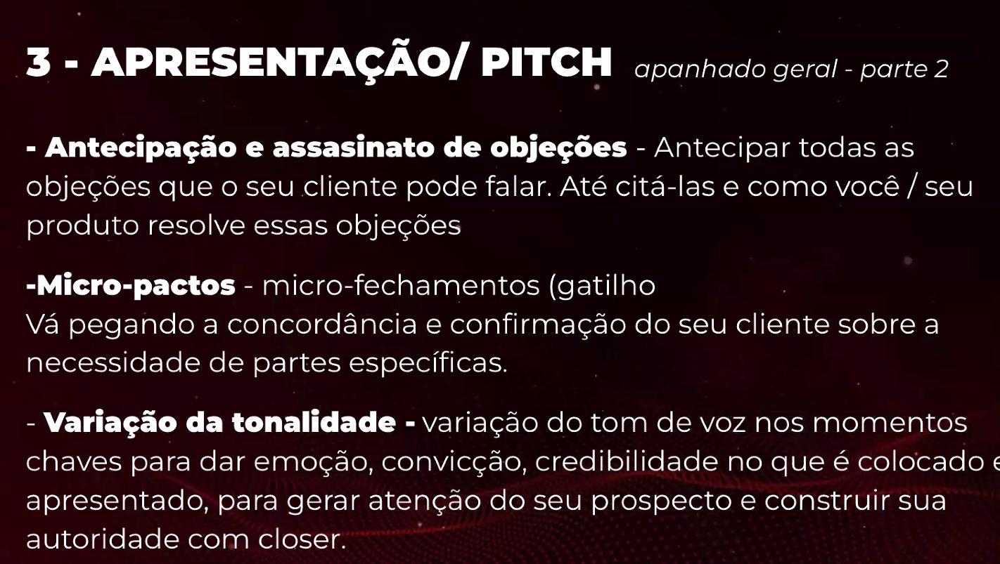 3 - APRESENTAÇÃO/ PITCH apanhado geral - parte 2
- Antecipação e assasinato de objeções - Antecipar todas as
objeções que o seu cliente pode falar. Até citá-las e como você / seu
produto resolve essas objeções
-Micro-pactos - micro-fechamentos (gatilho
Vá pegando a concordância e confirmação do seu cliente sobre a
necessidade de partes específicas.
- Variação da tonalidade - variação do tom de voz nos momentos
chaves para dar emoção, convicção, credibilidade no que é colocado e
apresentado, para gerar atenção do seu prospecto e construir sua
autoridade com closer.